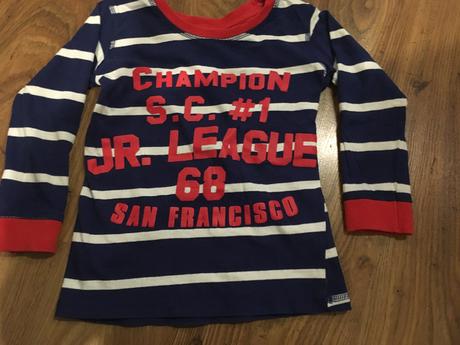 CHAMPION
S.C. #1
JR. LEAGUE
68
SAN FRANCISCO